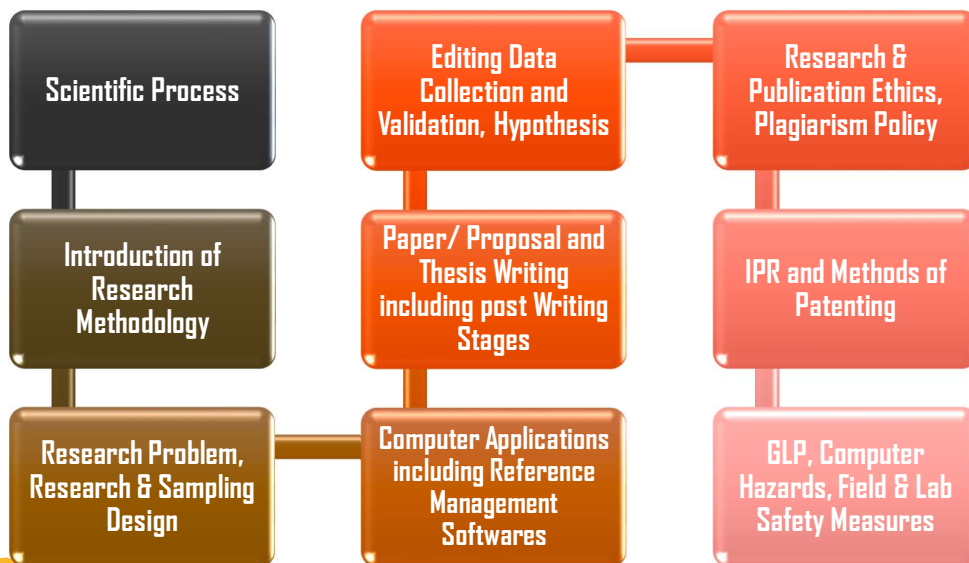 Scientific Process
Introduction of
Research
Methodology
Research Problem,
Research & Sampling
Design
Computer Applications
including Reference
Management
Softwares
Paper/ Proposal and
Thesis Writing
including post Writing
Stages
Editing Data
Collection and
Validation, Hypothesis
Research &
Publication Ethics,
Plagiarism Policy
IPR and Methods of
Patenting
GLP, Computer
Hazards, Field & Lab
Safety Measures